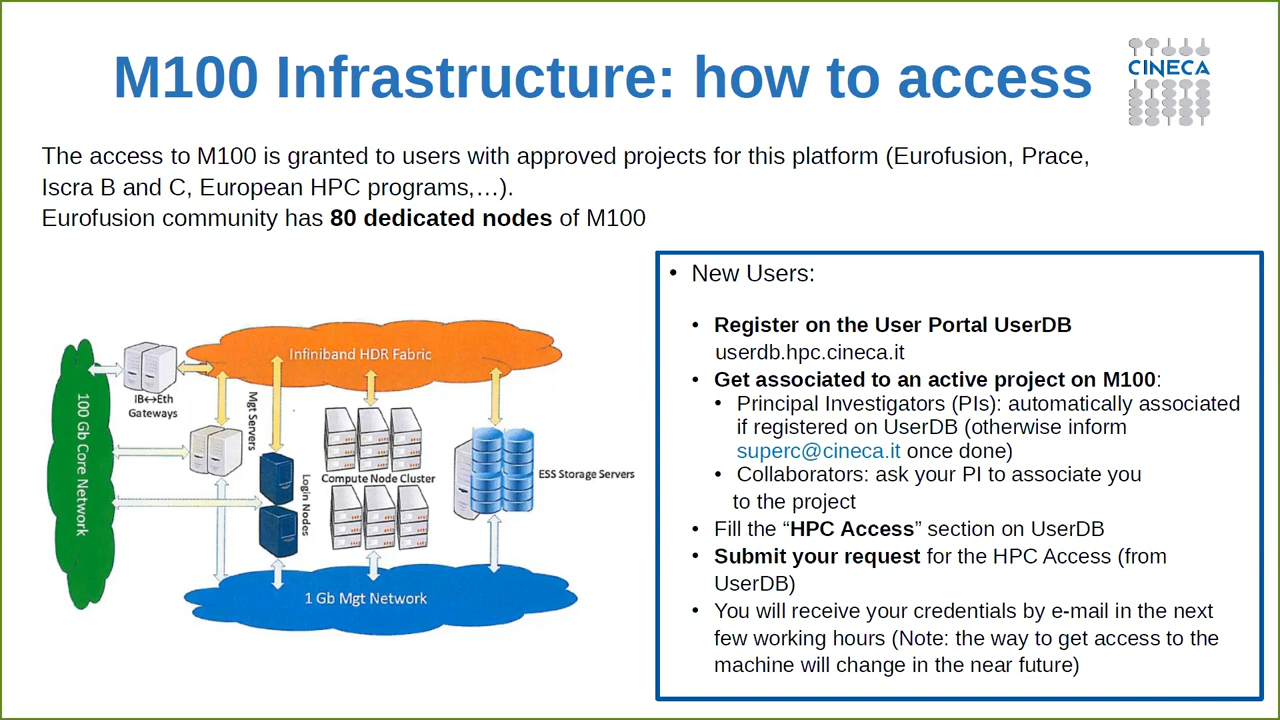 M100 Infrastructure: how to access
CINECA
The access to M100 is granted to users with approved projects for this platform (Eurofusion, Prace,
Iscra B and C, European HPC programs,…).
Eurofusion community has 80 dedicated nodes of M100
Infiniband HDR Fabric
100 Gb Core Network
IB↔Eth
Gateways
Mgt Servers
Login Nodes
Compute Node Cluster
ESS Storage Servers
1 Gb Mgt Network
• New Users:
• Register on the User Portal UserDB
userdb.hpc.cineca.it
• Get associated to an active project on M100:
• Principal Investigators (PIs): automatically associated
if registered on UserDB (otherwise inform
superc@cineca.it once done)
• Collaborators: ask your PI to associate you
to the project
• Fill the “HPC Access” section on UserDB
• Submit your request for the HPC Access (from
UserDB)
• You will receive your credentials by e-mail in the next
few working hours (Note: the way to get access to the
machine will change in the near future)